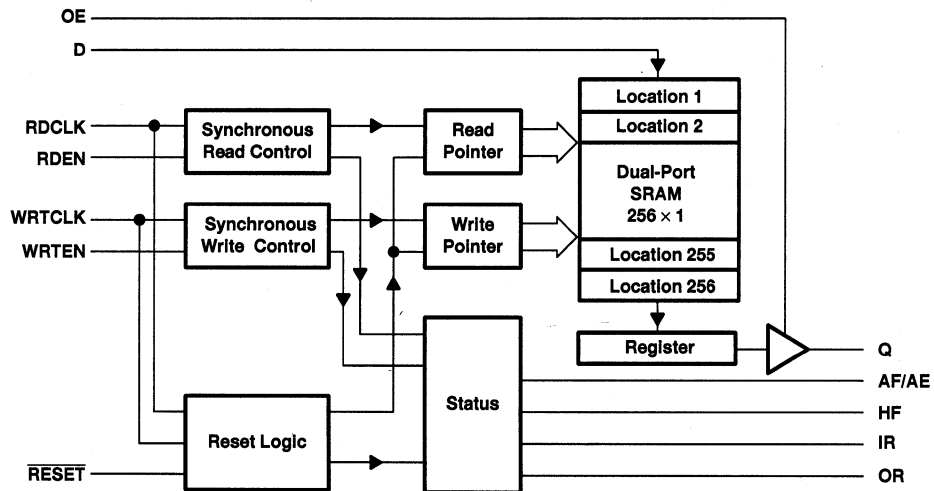 OE
D
RDCLK
RDEN
WRTCLK
WRTEN
RESET
Synchronous
Read Control
Synchronous
Write Control
Reset Logic
Read
Pointer
Write
Pointer
Status
Location 1
Location 2
Dual-Port
SRAM
256 × 1
Location 255
Location 256
Register
Q
AF/AE
HF
IR
OR